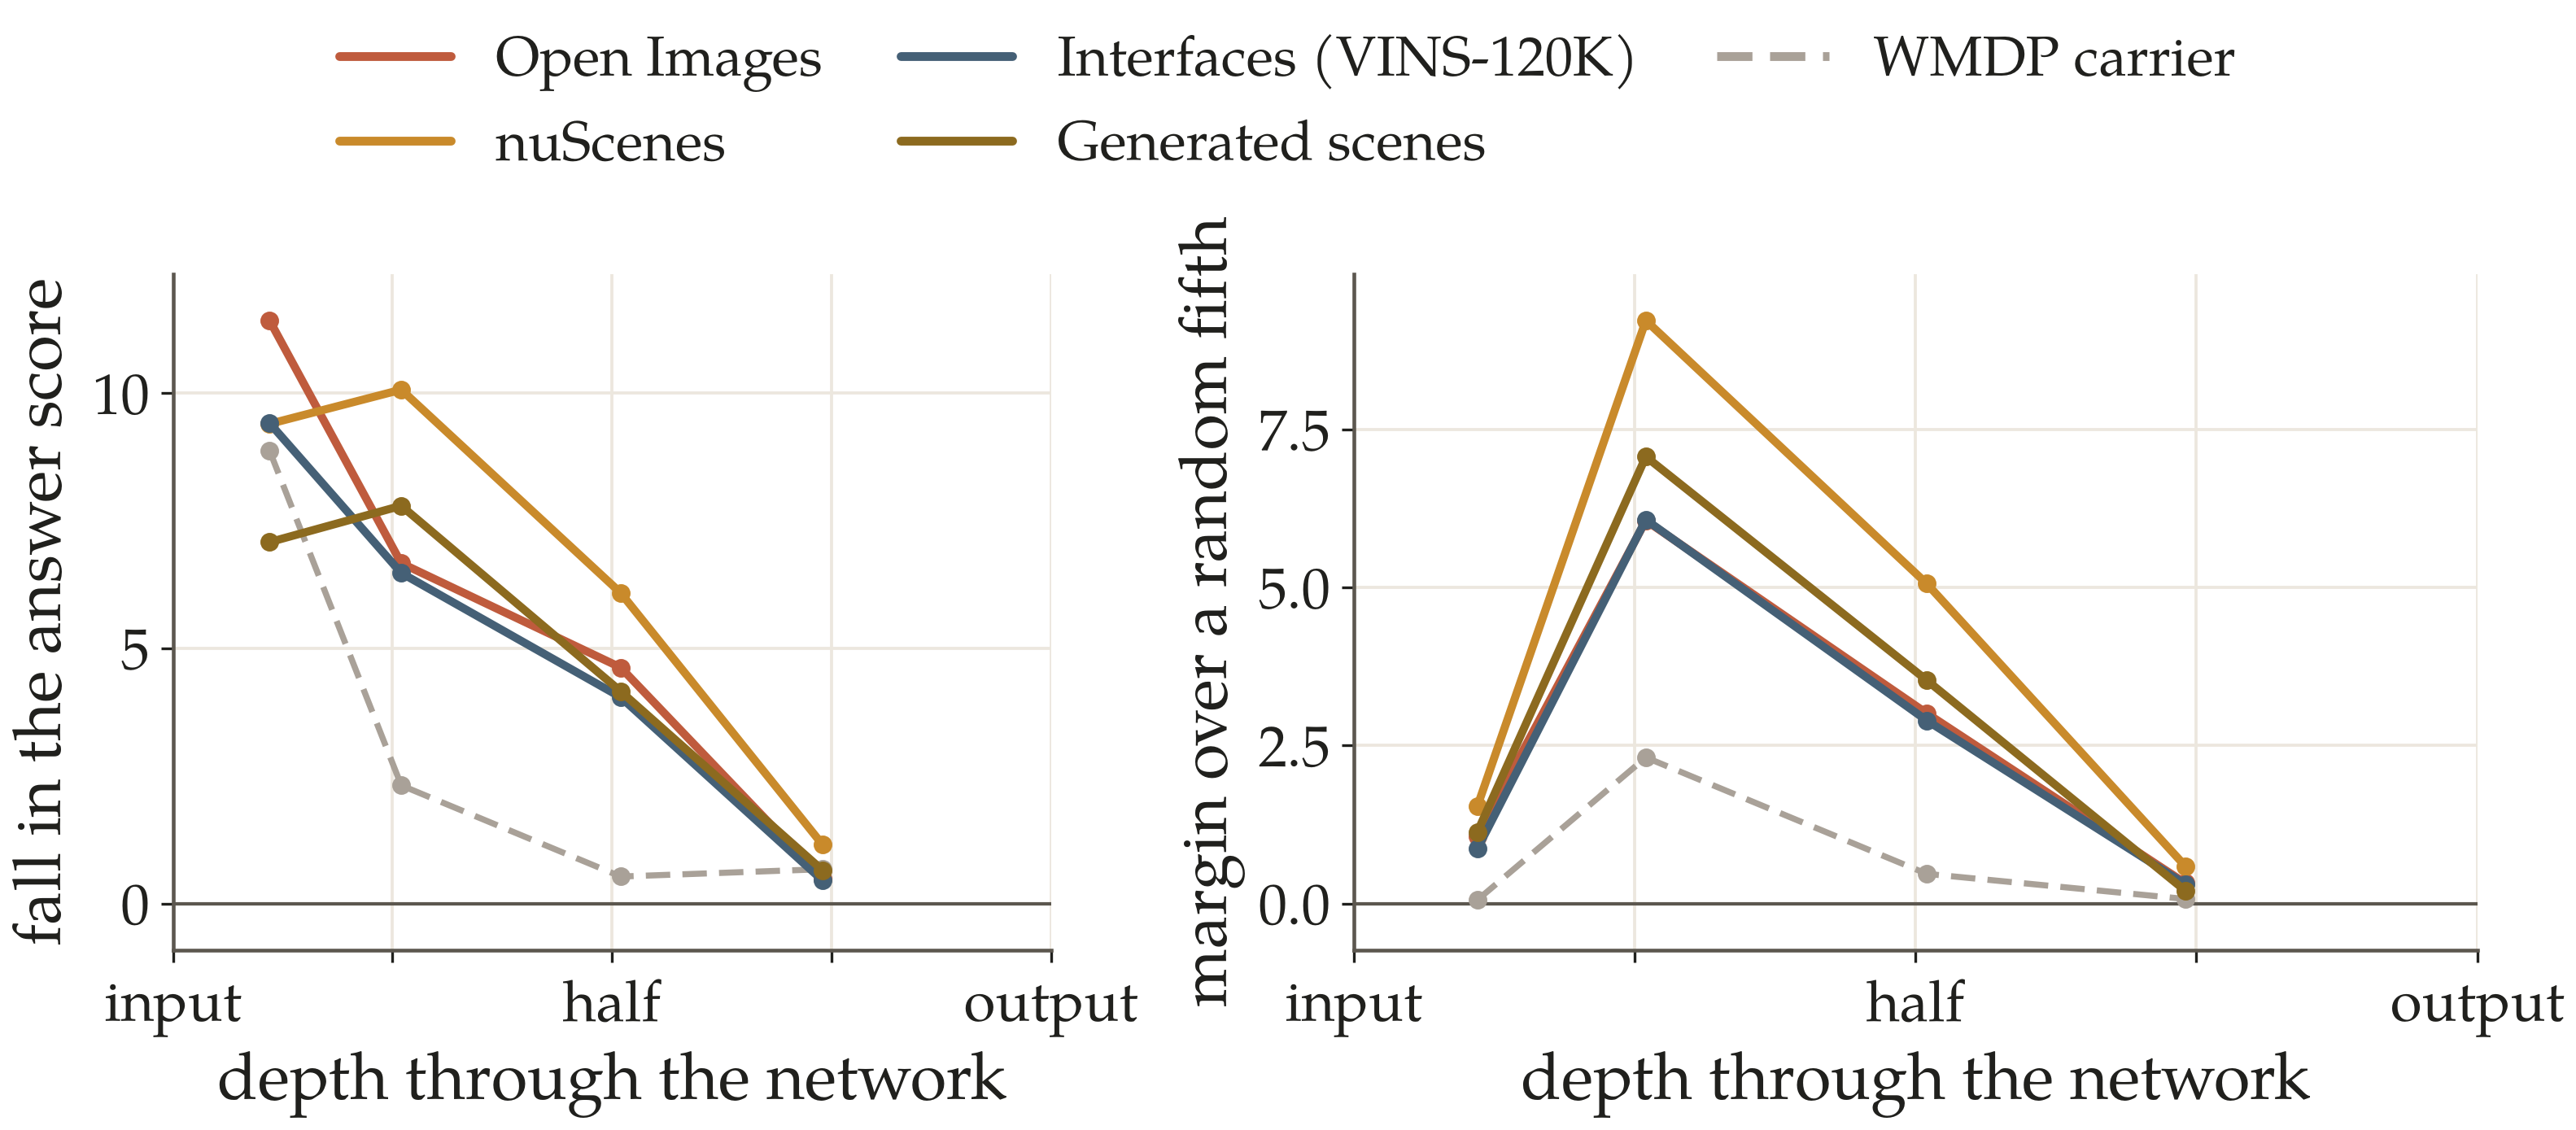 Open Images
Interfaces (VINS-120K)
WMDP carrier
nuScenes
Generated scenes
fall in the answer score
10
5
0
input
half
output
depth through the network
margin over a random fifth
7.5
5.0
2.5
0.0
input
half
output
depth through the network